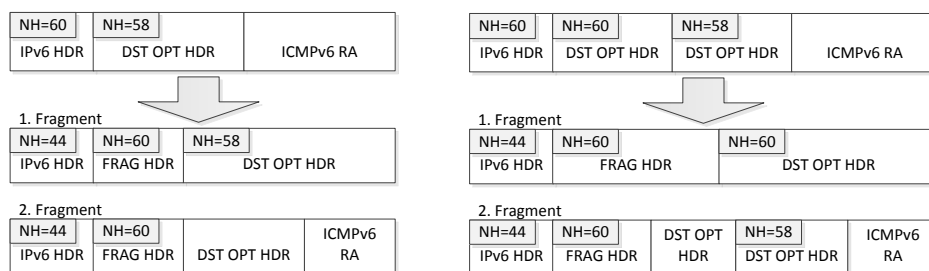 NH=60 NH=58
IPv6 HDR DST OPT HDR ICMPv6 RA
1. Fragment
NH=44 NH=60 NH=58
IPv6 HDR FRAG HDR DST OPT HDR
2. Fragment
NH=44 NH=60 ICMPv6
IPv6 HDR FRAG HDR DST OPT HDR RA
NH=60 NH=60 NH=58
IPv6 HDR DST OPT HDR DST OPT HDR ICMPv6 RA
1. Fragment
NH=44 NH=60 NH=60
IPv6 HDR FRAG HDR DST OPT HDR
2. Fragment
NH=44 NH=60 DST OPT NH=58 ICMPv6
IPv6 HDR FRAG HDR HDR DST OPT HDR RA